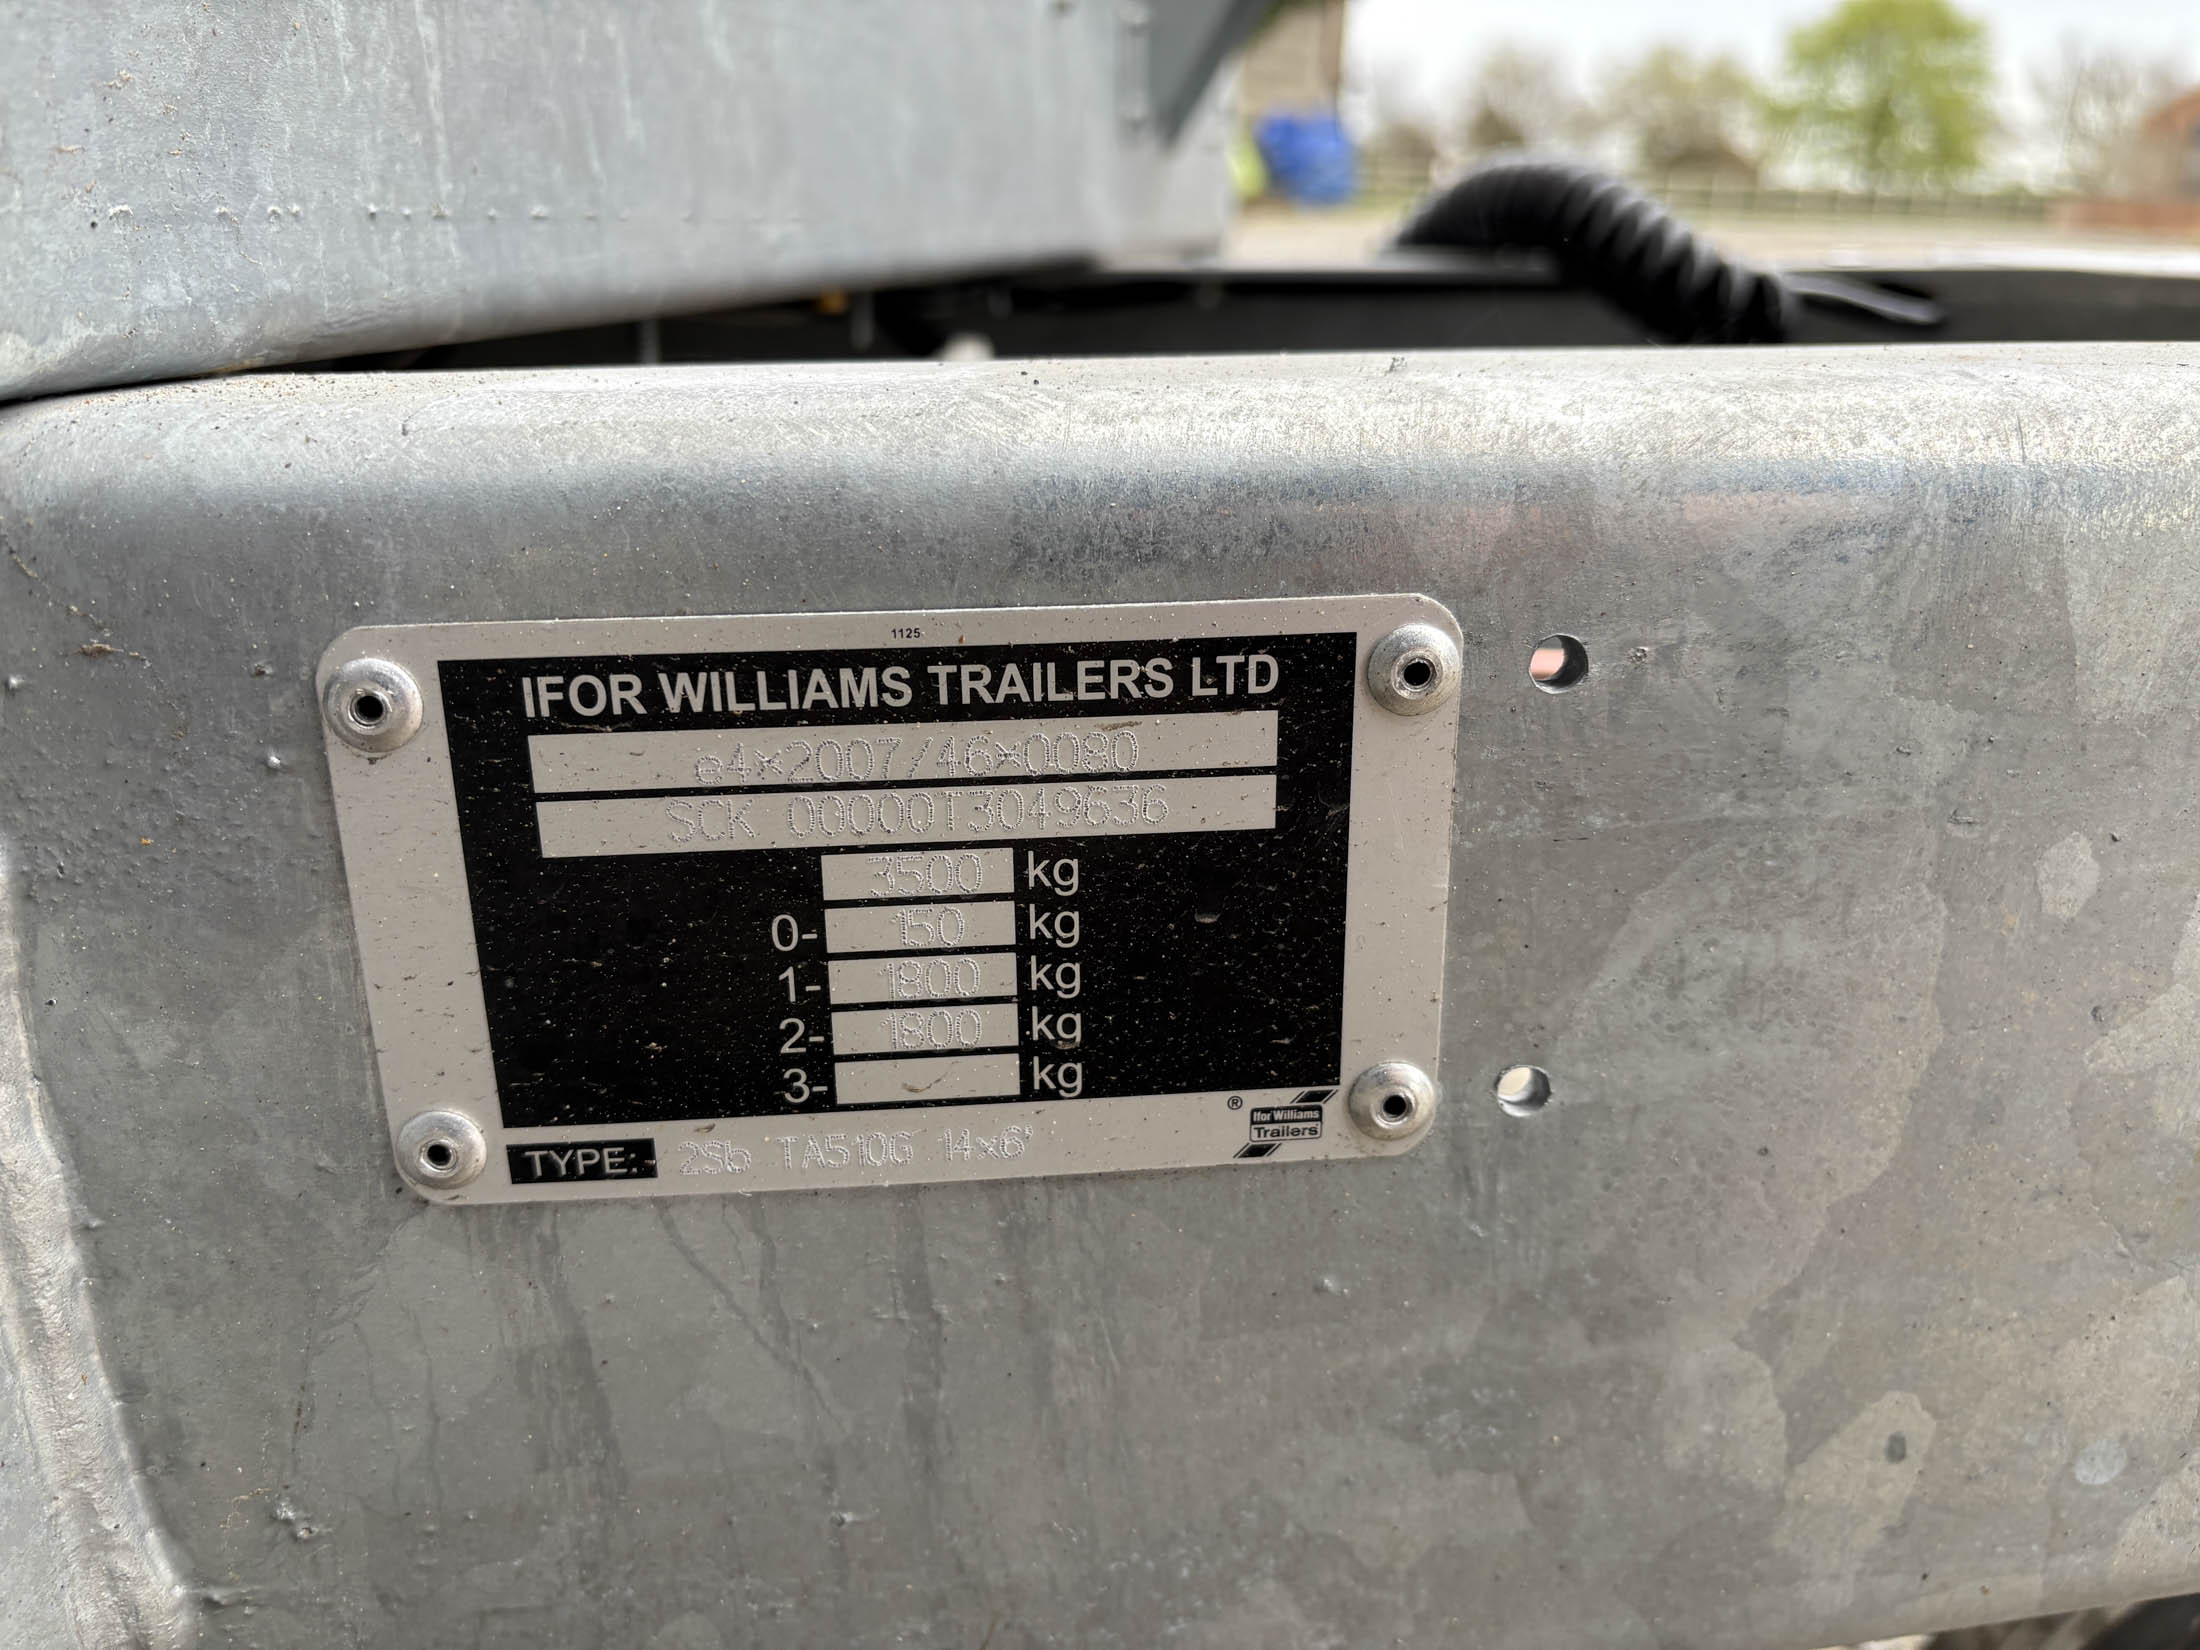 1125
IFOR WILLIAMS TRAILERS LTD
e4*2007/46*0080
SCK 00000T3049636
3500 kg
0- 150 kg
1- 1800 kg
2- 1800 kg
3- kg
TYPE:- 2Sb TA510G 14x6'
® Ifor Williams
Trailers